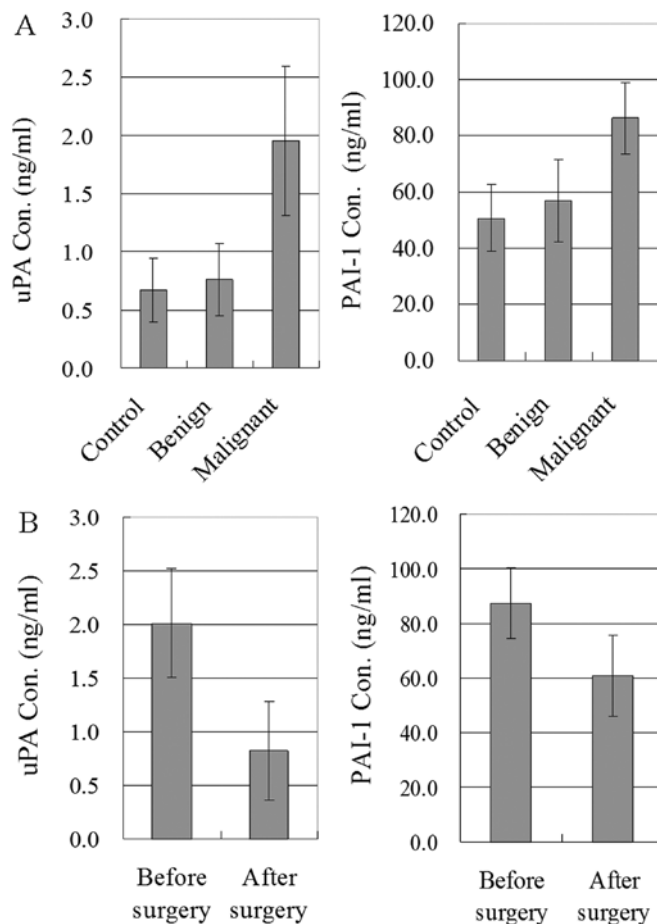 A
uPA Con. (ng/ml)
3.0
2.5
2.0
1.5
1.0
0.5
0.0
Control
Benign
Malignant
PAI-1 Con. (ng/ml)
120.0
100.0
80.0
60.0
40.0
20.0
0.0
Control
Benign
Malignant
B
uPA Con. (ng/ml)
3.0
2.5
2.0
1.5
1.0
0.5
0.0
Before
surgery
After
surgery
PAI-1 Con. (ng/ml)
120.0
100.0
80.0
60.0
40.0
20.0
0.0
Before
surgery
After
surgery